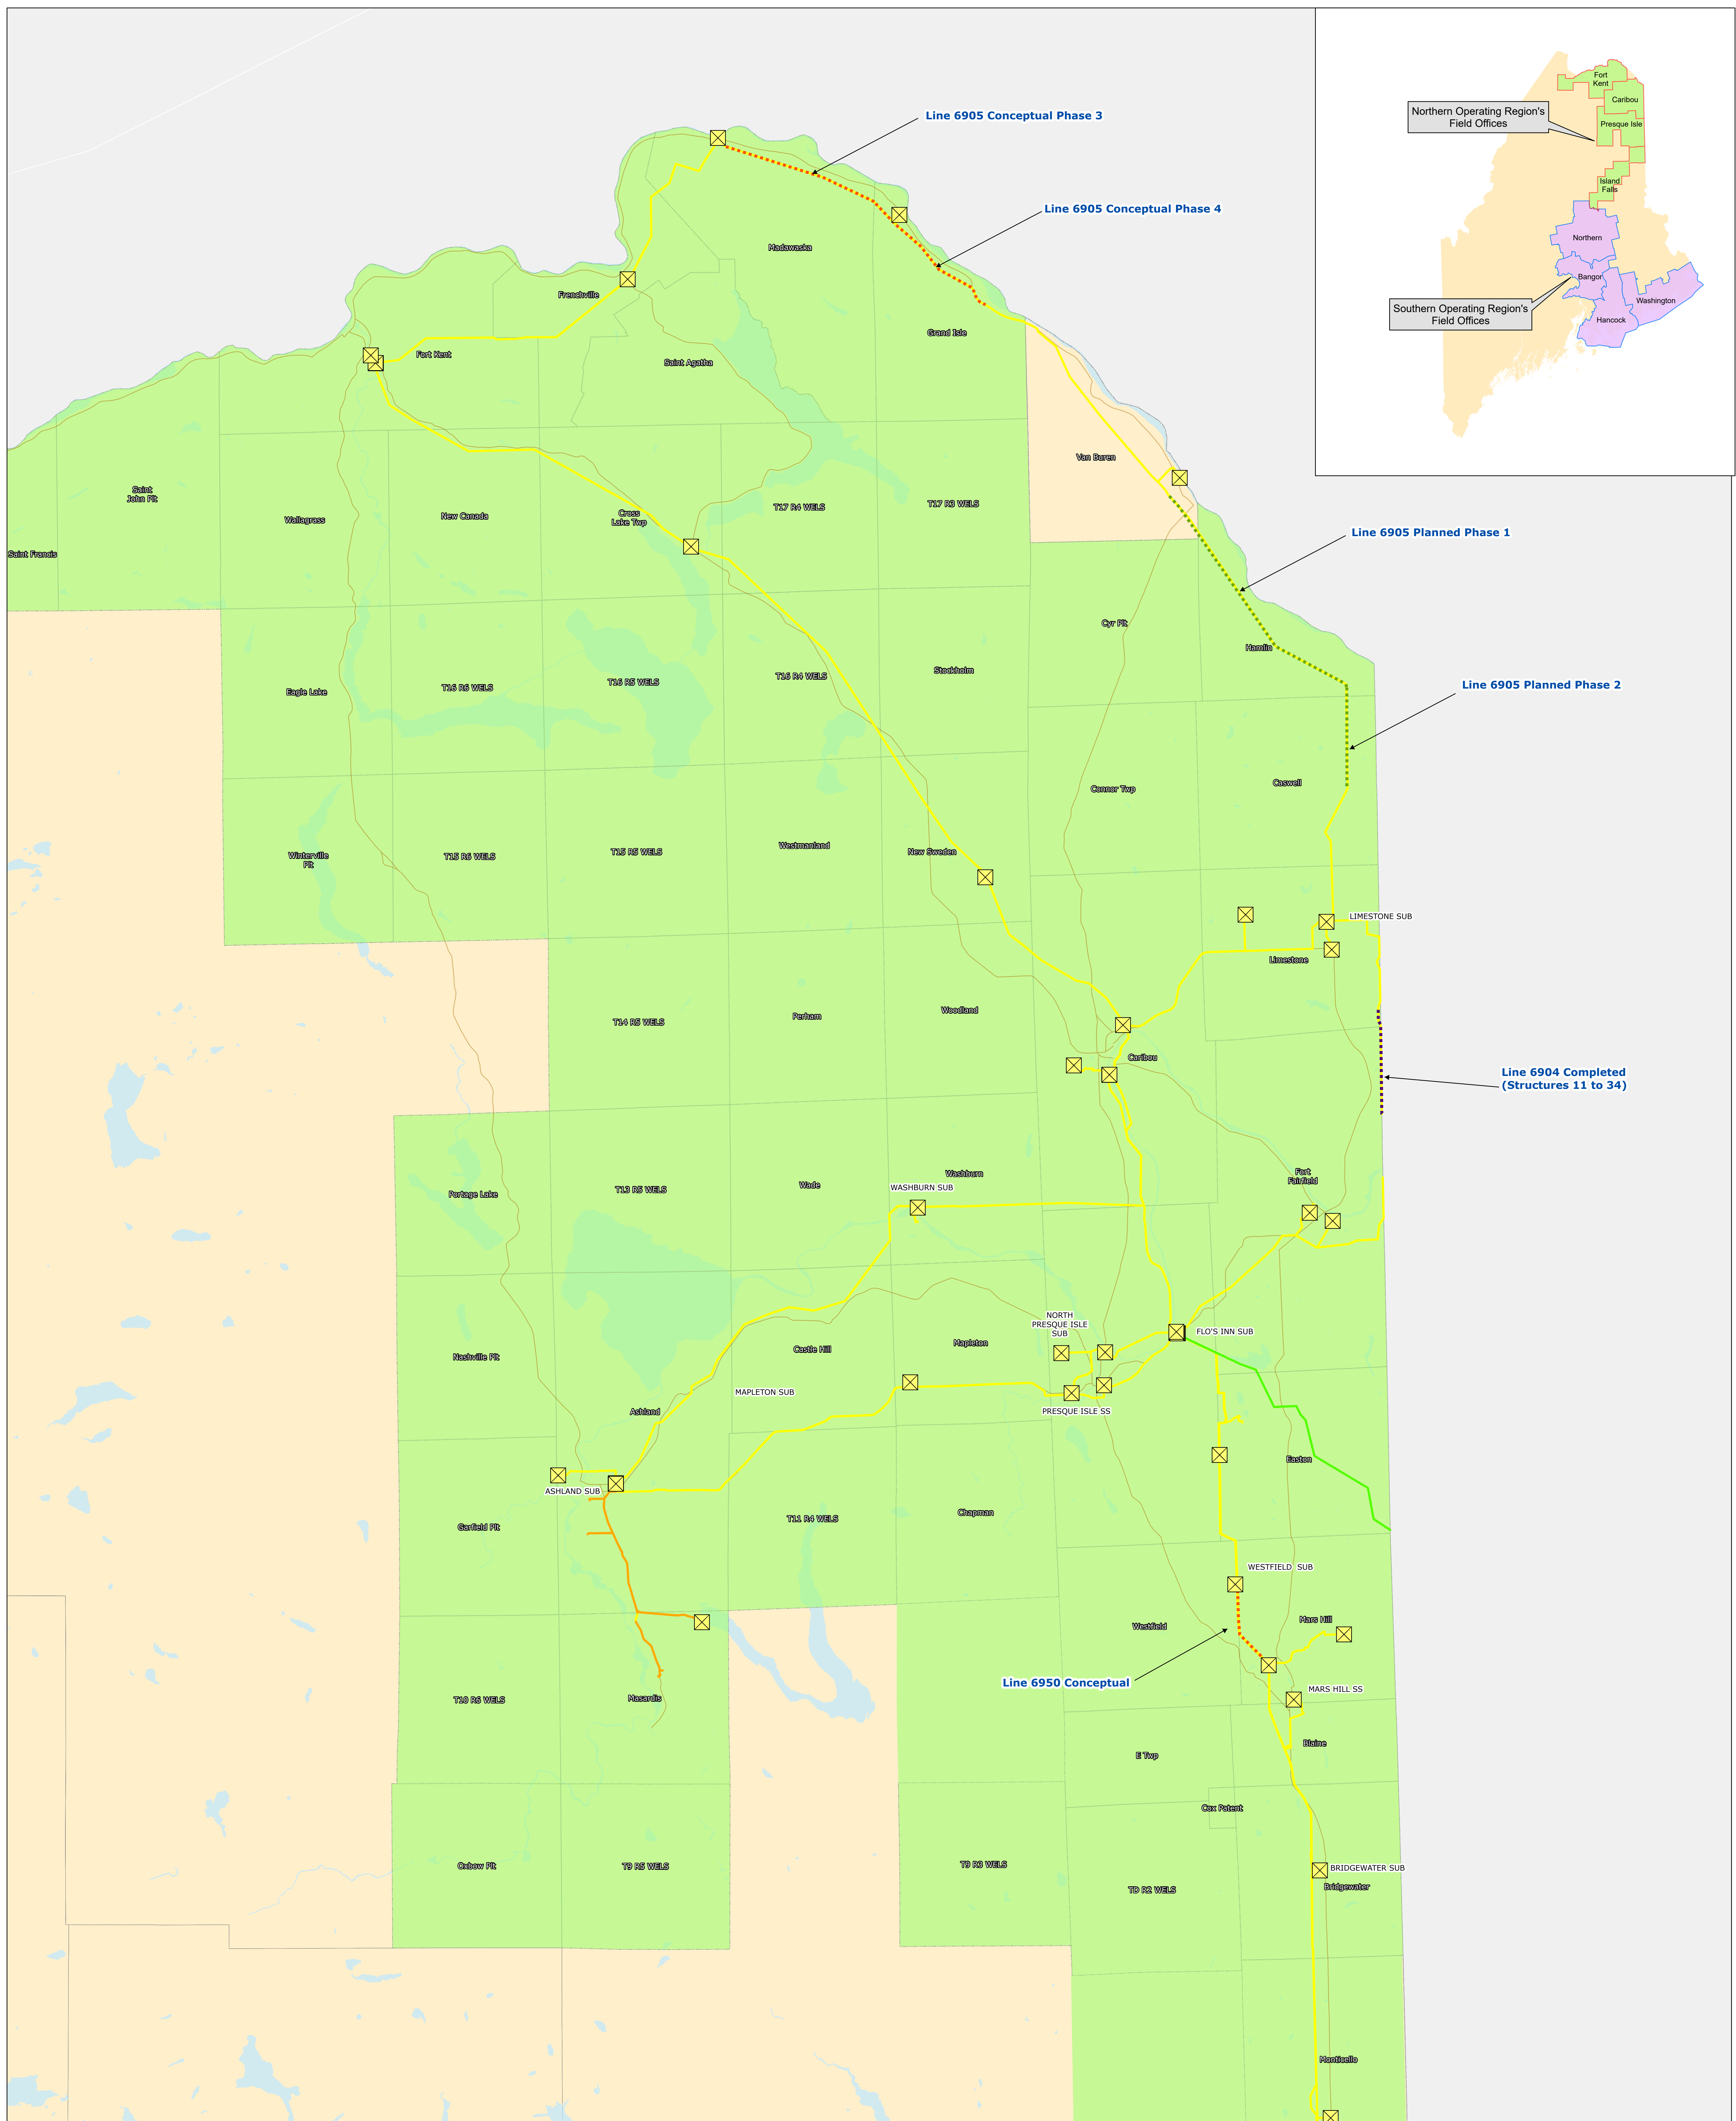 Fort
Kent
Caribou
Northern Operating Region's
Field Offices
Presque Isle
Island
Falls
Northern
Bangor
Washington
Southern Operating Region's
Field Offices
Hancock
Line 6905 Conceptual Phase 3
Line 6905 Conceptual Phase 4
Madawaska
Frenchville
Grand Isle
Fort Kent
Saint Agatha
Van Buren
Saint
John Plt
Wallagrass
New Canada
Cross
Lake Twp
T17 R4 WELS
T17 R3 WELS
Saint Francis
Line 6905 Planned Phase 1
Cyr Plt
Hamlin
Eagle Lake
T16 R6 WELS
T16 R5 WELS
T16 R4 WELS
Stockholm
Line 6905 Planned Phase 2
Connor Twp
Caswell
Winterville
Plt
T15 R6 WELS
T15 R5 WELS
Westmanland
New Sweden
LIMESTONE SUB
Limestone
T14 R5 WELS
Perham
Woodland
Caribou
Line 6904 Completed
(Structures 11 to 34)
Portage Lake
T13 R5 WELS
Wade
Washburn
WASHBURN SUB
Fort
Fairfield
NORTH
PRESQUE ISLE
SUB
FLO'S INN SUB
Nashville Plt
Castle Hill
Mapleton
MAPLETON SUB
Ashland
PRESQUE ISLE SS
Easton
ASHLAND SUB
Garfield Plt
T11 R4 WELS
Chapman
WESTFIELD SUB
Westfield
Mars Hill
Line 6950 Conceptual
MARS HILL SS
T10 R6 WELS
Masardis
E Twp
Blaine
Cox Patent
Oxbow Plt
T9 R5 WELS
T9 R3 WELS
TD R2 WELS
BRIDGEWATER SUB
Bridgewater
Monticello